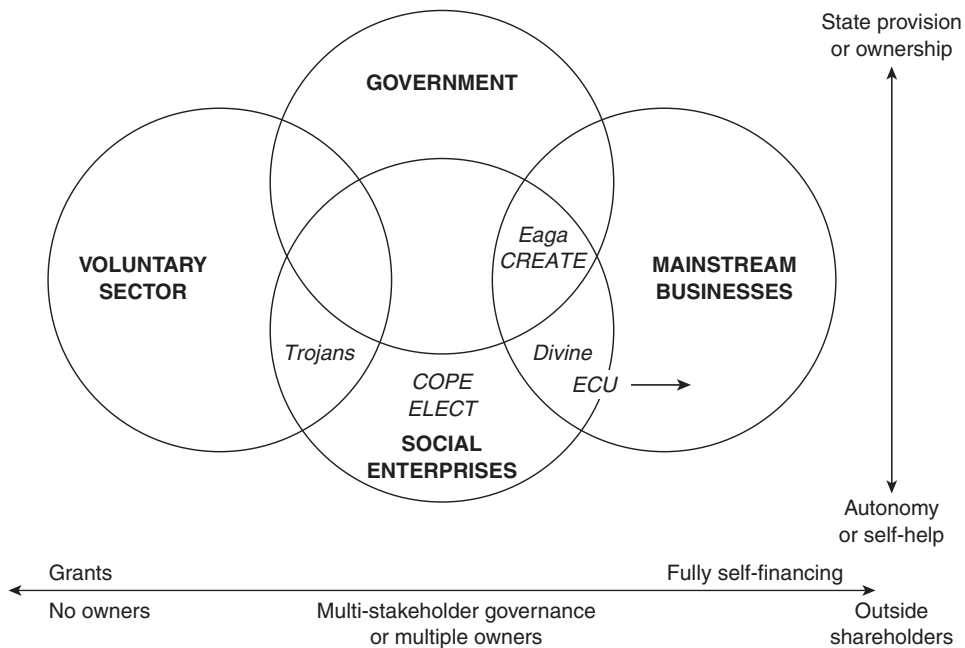 State provision
or ownership
GOVERNMENT
Eaga
CREATE
VOLUNTARY
SECTOR
MAINSTREAM
BUSINESSES
Trojans
Divine
COPE
ECU
ELECT
SOCIAL
ENTERPRISES
Autonomy
or self-help
Grants
Fully self-financing
No owners
Multi-stakeholder governance
or multiple owners
Outside
shareholders